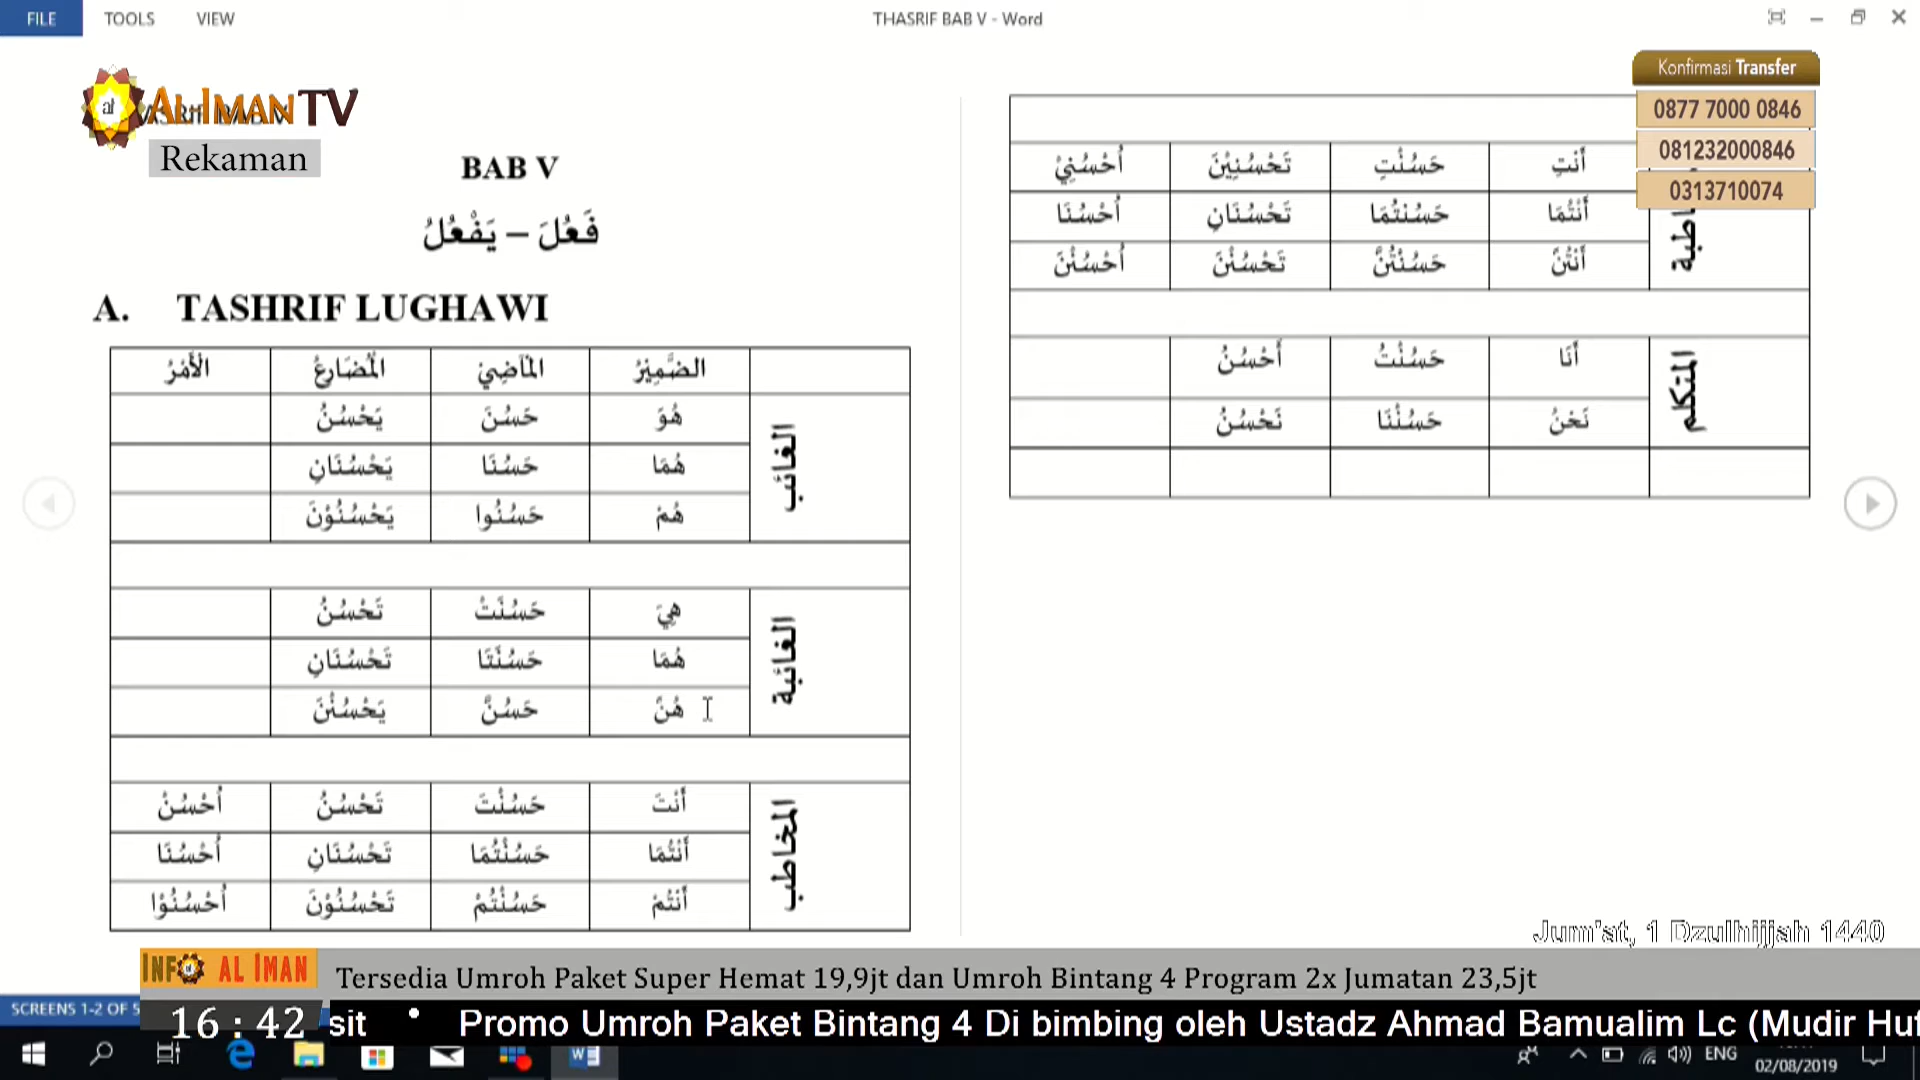 FILE TOOLS VIEW THASRIF BAB V - Word
AL-IMAN TV
Rekaman
Konfirmasi Transfer
0877 7000 0846
081232000846
0313710074
BAB V
فَعُلَ – يَفْعُلُ
A. TASHRIF LUGHAWI
الضَّمِيْرُ الْمَاضِيْ الْمُضَارِعُ الْأَمْرُ
الغائب
هُوَ حَسُنَ يَحْسُنُ
هُمَا حَسُنَا يَحْسُنَانِ
هُمْ حَسُنُوا يَحْسُنُوْنَ
الغائبة
هِيَ حَسُنَتْ تَحْسُنُ
هُمَا حَسُنَتَا تَحْسُنَانِ
هُنَّ حَسُنَّ يَحْسُنْنَ
المخاطب
أَنْتَ حَسُنْتَ تَحْسُنُ اُحْسُنْ
أَنْتُمَا حَسُنْتُمَا تَحْسُنَانِ اُحْسُنَا
أَنْتُمْ حَسُنْتُمْ تَحْسُنُوْنَ اُحْسُنُوْا
أَنْتِ حَسُنْتِ تَحْسُنِيْنَ اُحْسُنِيْ
أَنْتُمَا حَسُنتُمَا تَحْسُنَانِ اُحْسُنَا
أَنْتُنَّ حَسُنْتُنَّ تَحْسُنْنَ اُحْسُنْنَ
المتكلم
أَنَا حَسُنْتُ أَحْسُنُ
نَحْنُ حَسُنْنَا نَحْسُنُ
Jum'at, 1 Dzulhijjah 1440
INFO AL IMAN
Tersedia Umroh Paket Super Hemat 19,9jt dan Umroh Bintang 4 Program 2x Jumatan 23,5jt
SCREENS 1-2 OF 5
16 : 42
sit • Promo Umroh Paket Bintang 4 Di bimbing oleh Ustadz Ahmad Bamualim Lc (Mudir Huf
ENG
02/08/2019